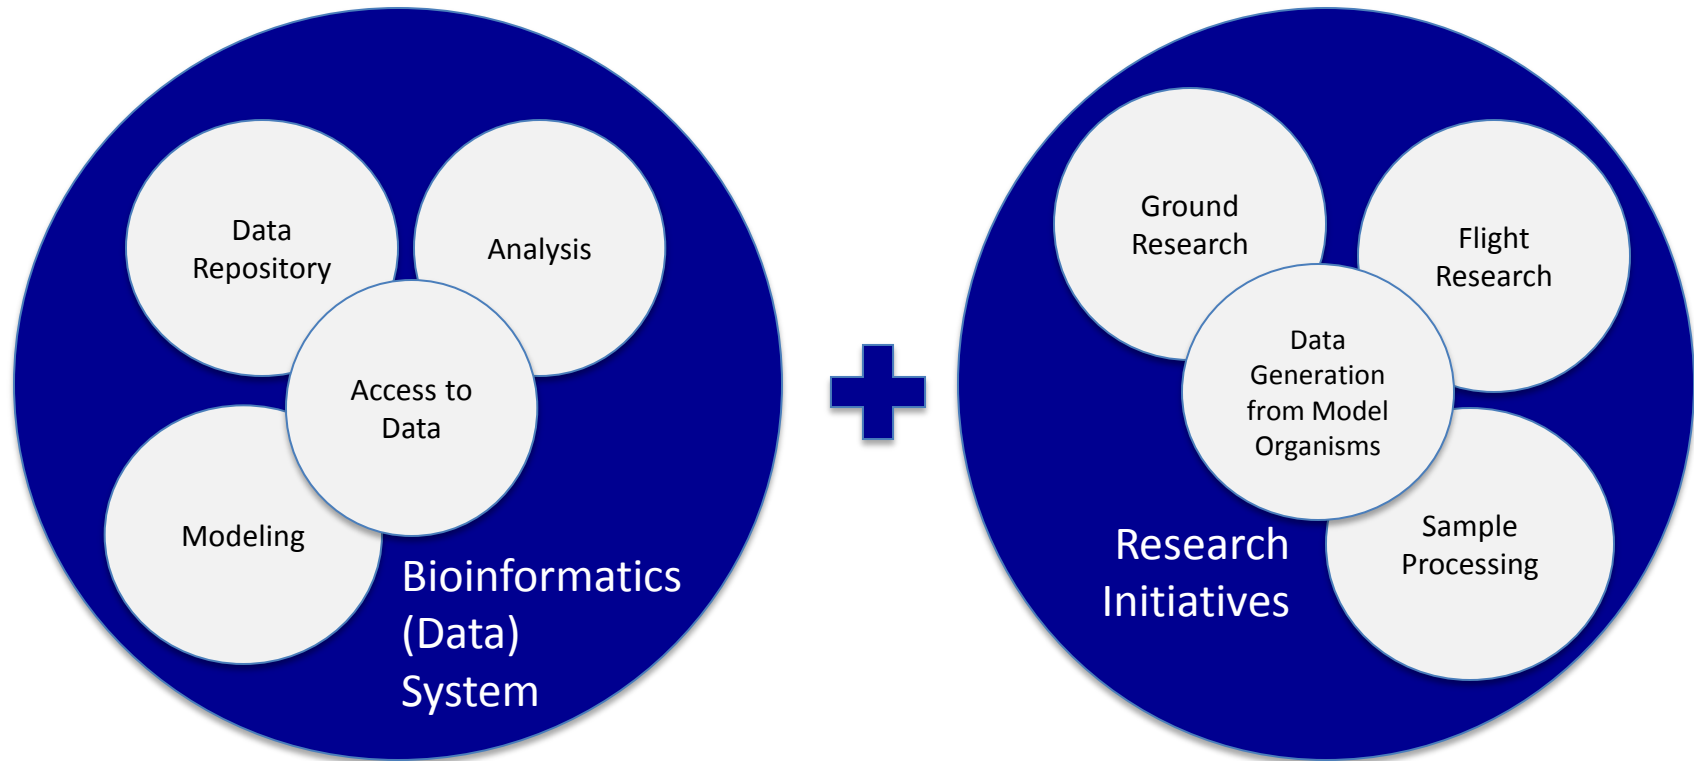 Data
Repository
Analysis
Access to
Data
Modeling
Bioinformatics
(Data)
System
Ground
Research
Flight
Research
Data
Generation
from Model
Organisms
Sample
Processing
Research
Initiatives